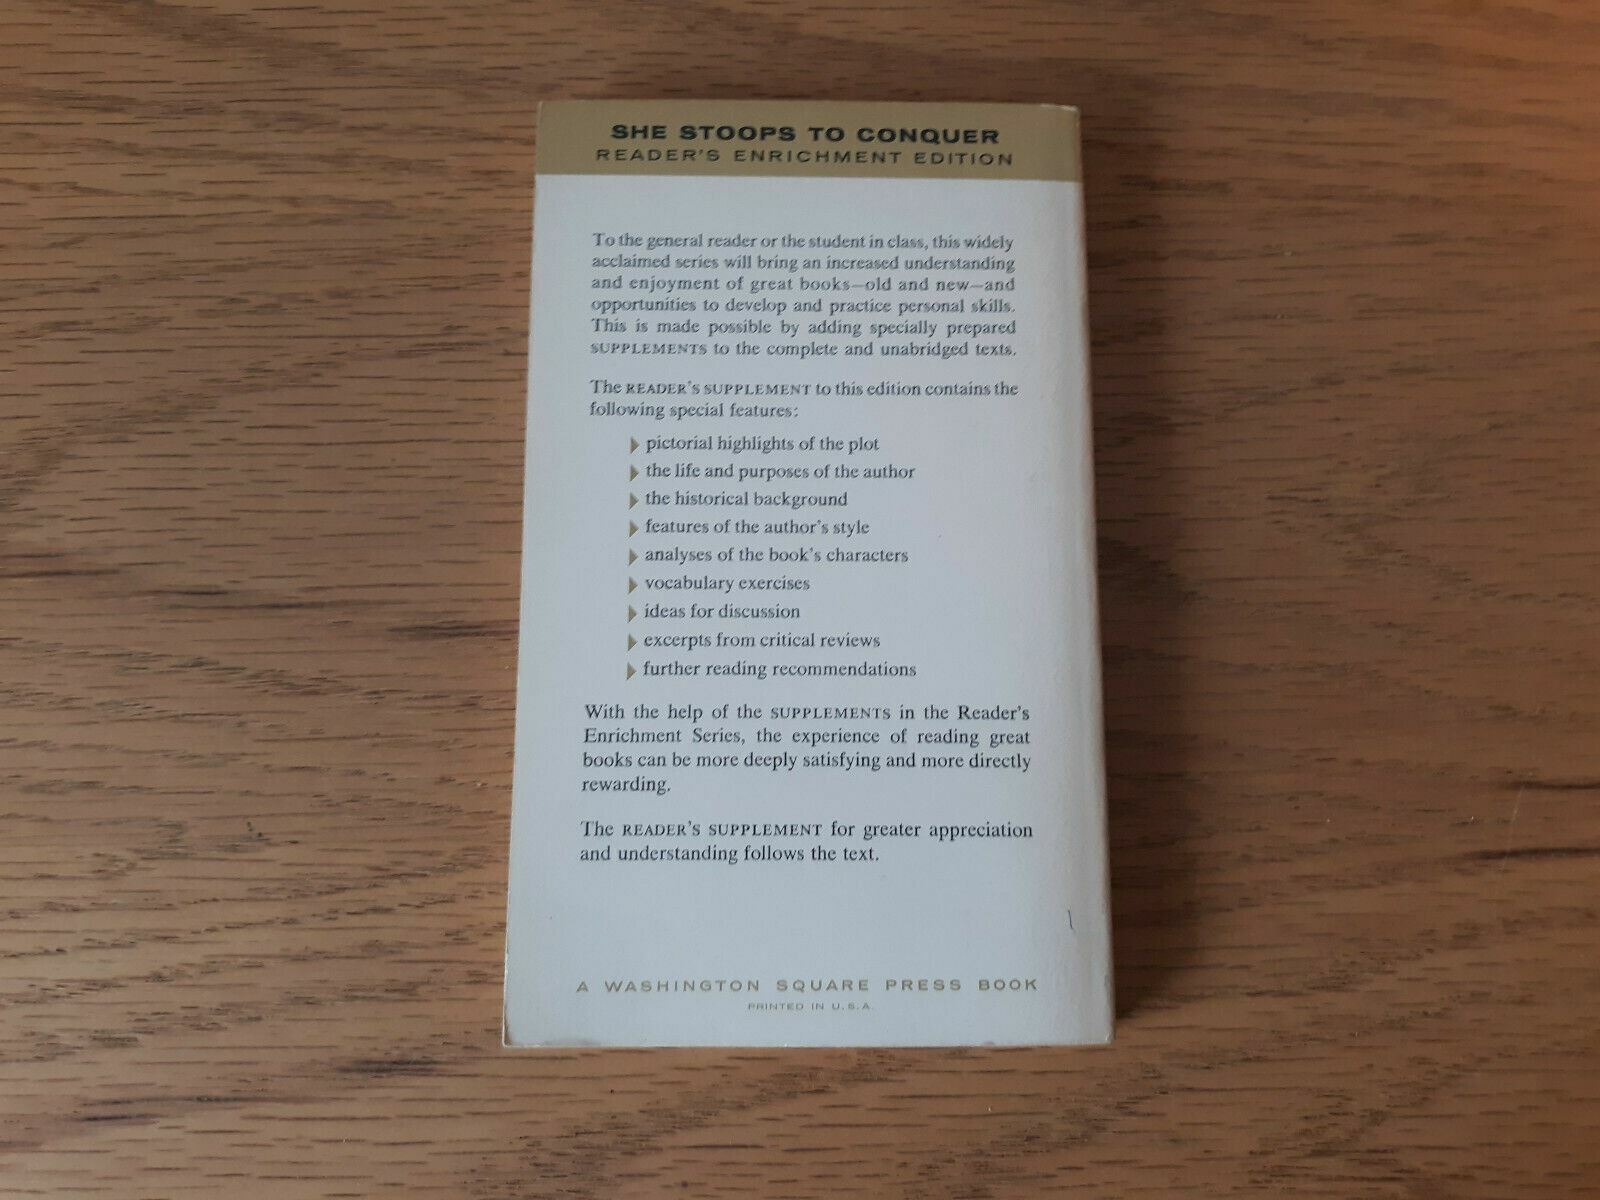 SHE STOOPS TO CONQUER
READER'S ENRICHMENT EDITION
To the general reader or the student in class, this widely
acclaimed series will bring an increased understanding
and enjoyment of great books—old and new—and
opportunities to develop and practice personal skills.
This is made possible by adding specially prepared
SUPPLEMENTS to the complete and unabridged texts.
The READER'S SUPPLEMENT to this edition contains the
following special features:
pictorial highlights of the plot
the life and purposes of the author
the historical background
features of the author's style
analyses of the book's characters
vocabulary exercises
ideas for discussion
excerpts from critical reviews
further reading recommendations
With the help of the SUPPLEMENTS in the Reader's
Enrichment Series, the experience of reading great
books can be more deeply satisfying and more directly
rewarding.
The READER'S SUPPLEMENT for greater appreciation
and understanding follows the text.
A WASHINGTON SQUARE PRESS BOOK
PRINTED IN U.S.A.